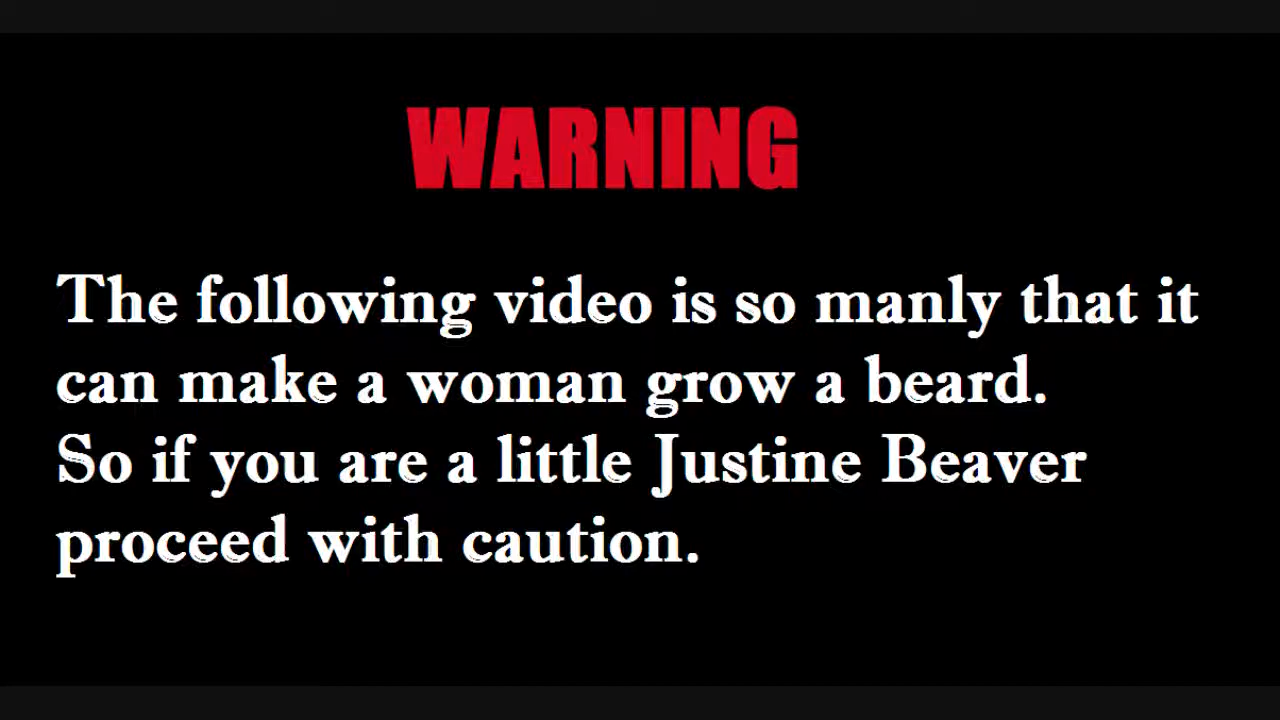 WARNING
The following video is so manly that it
can make a woman grow a beard.
So if you are a little Justine Beaver
proceed with caution.